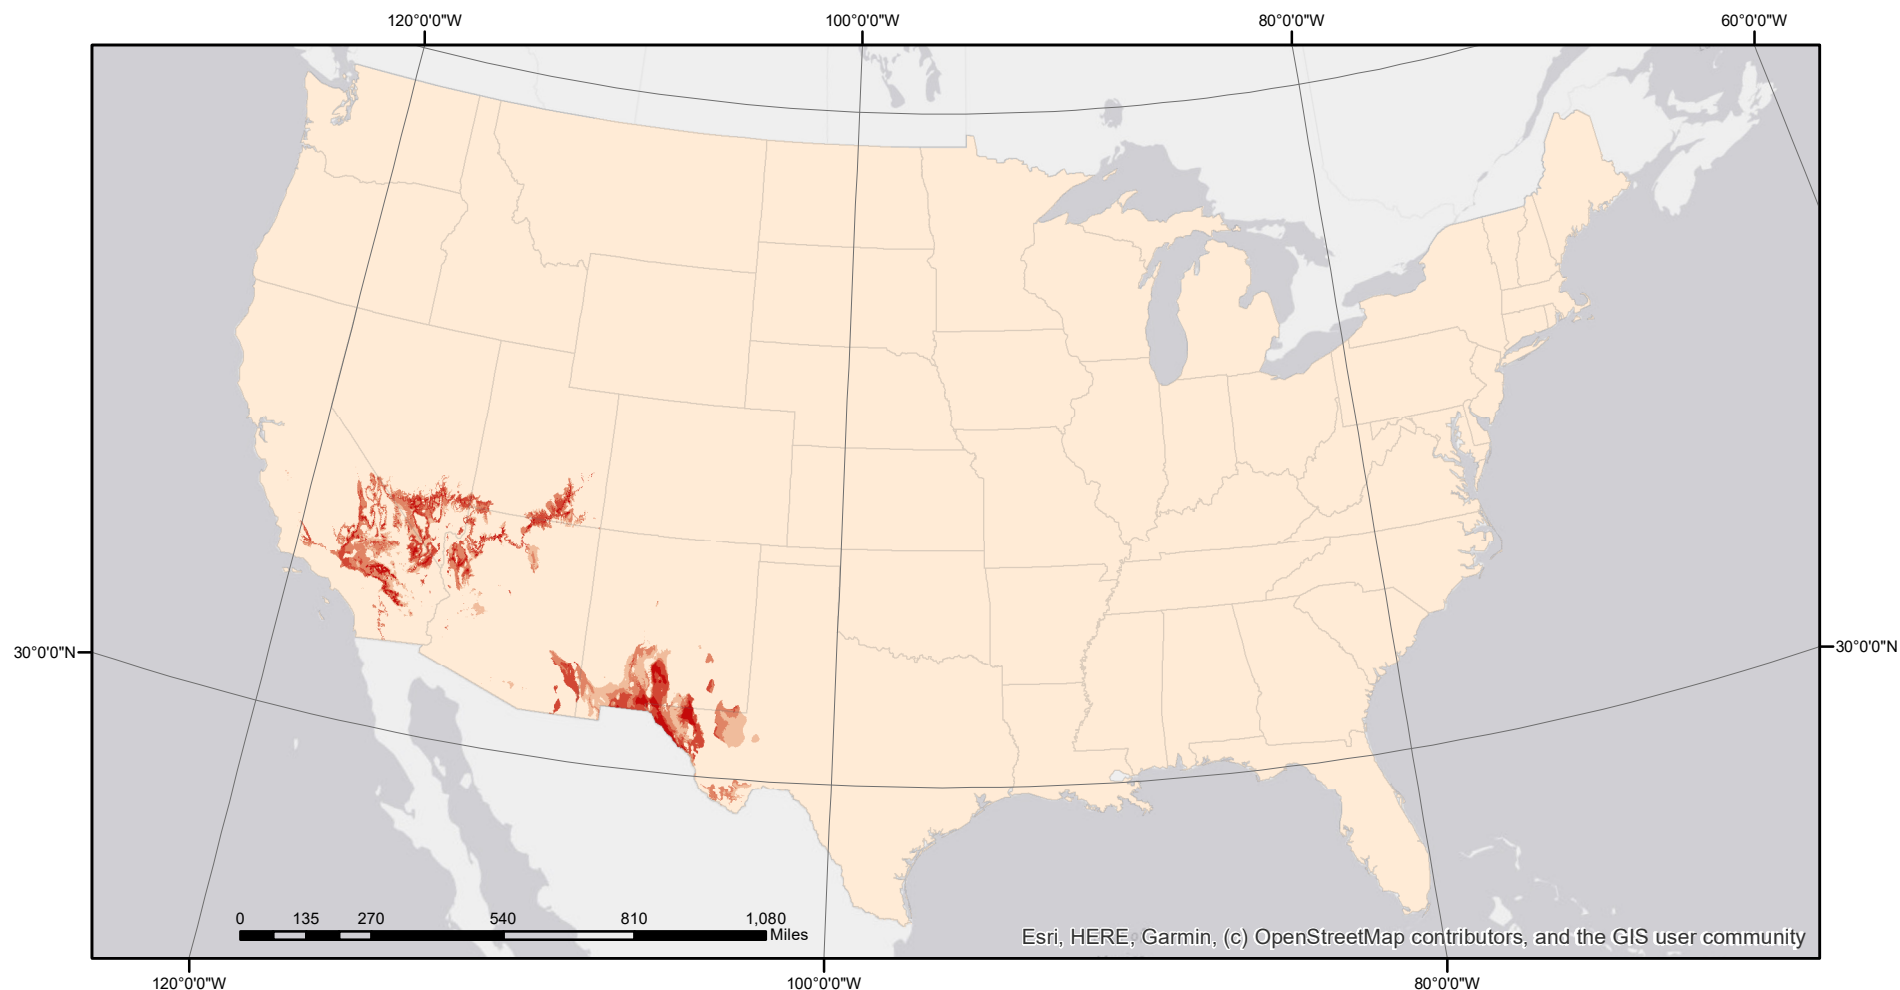 120°0'0"W 100°0'0"W 80°0'0"W 60°0'0"W
30°0'0"N 30°0'0"N
0 135 270 540 810 1,080
Miles
Esri, HERE, Garmin, (c) OpenStreetMap contributors, and the GIS user community
120°0'0"W 100°0'0"W 80°0'0"W